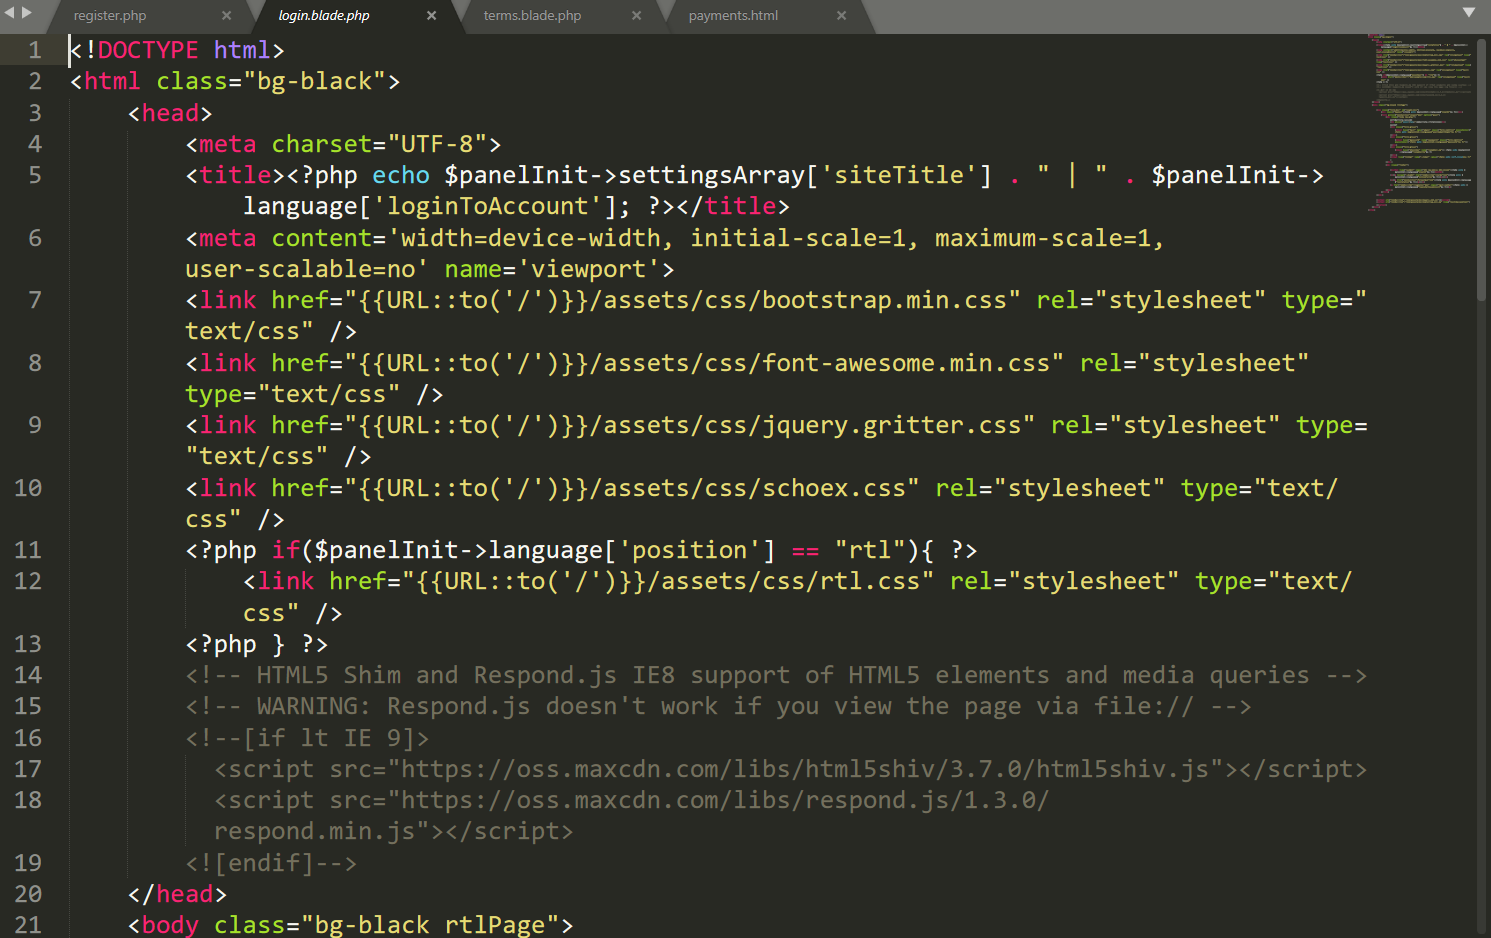 register.php × login.blade.php × terms.blade.php × payments.html ×
1 <!DOCTYPE html>
2 <html class="bg-black">
3 <head>
4 <meta charset="UTF-8">
5 <title><?php echo $panelInit->settingsArray['siteTitle'] . " | " . $panelInit->
language['loginToAccount']; ?></title>
6 <meta content='width=device-width, initial-scale=1, maximum-scale=1,
user-scalable=no' name='viewport'>
7 <link href="{{URL::to('/')}}/assets/css/bootstrap.min.css" rel="stylesheet" type="
text/css" />
8 <link href="{{URL::to('/')}}/assets/css/font-awesome.min.css" rel="stylesheet"
type="text/css" />
9 <link href="{{URL::to('/')}}/assets/css/jquery.gritter.css" rel="stylesheet" type=
"text/css" />
10 <link href="{{URL::to('/')}}/assets/css/schoex.css" rel="stylesheet" type="text/
css" />
11 <?php if($panelInit->language['position'] == "rtl"){ ?>
12 <link href="{{URL::to('/')}}/assets/css/rtl.css" rel="stylesheet" type="text/
css" />
13 <?php } ?>
14 <!-- HTML5 Shim and Respond.js IE8 support of HTML5 elements and media queries -->
15 <!-- WARNING: Respond.js doesn't work if you view the page via file:// -->
16 <!--[if lt IE 9]>
17 <script src="https://oss.maxcdn.com/libs/html5shiv/3.7.0/html5shiv.js"></script>
18 <script src="https://oss.maxcdn.com/libs/respond.js/1.3.0/
respond.min.js"></script>
19 <![endif]-->
20 </head>
21 <body class="bg-black rtlPage">